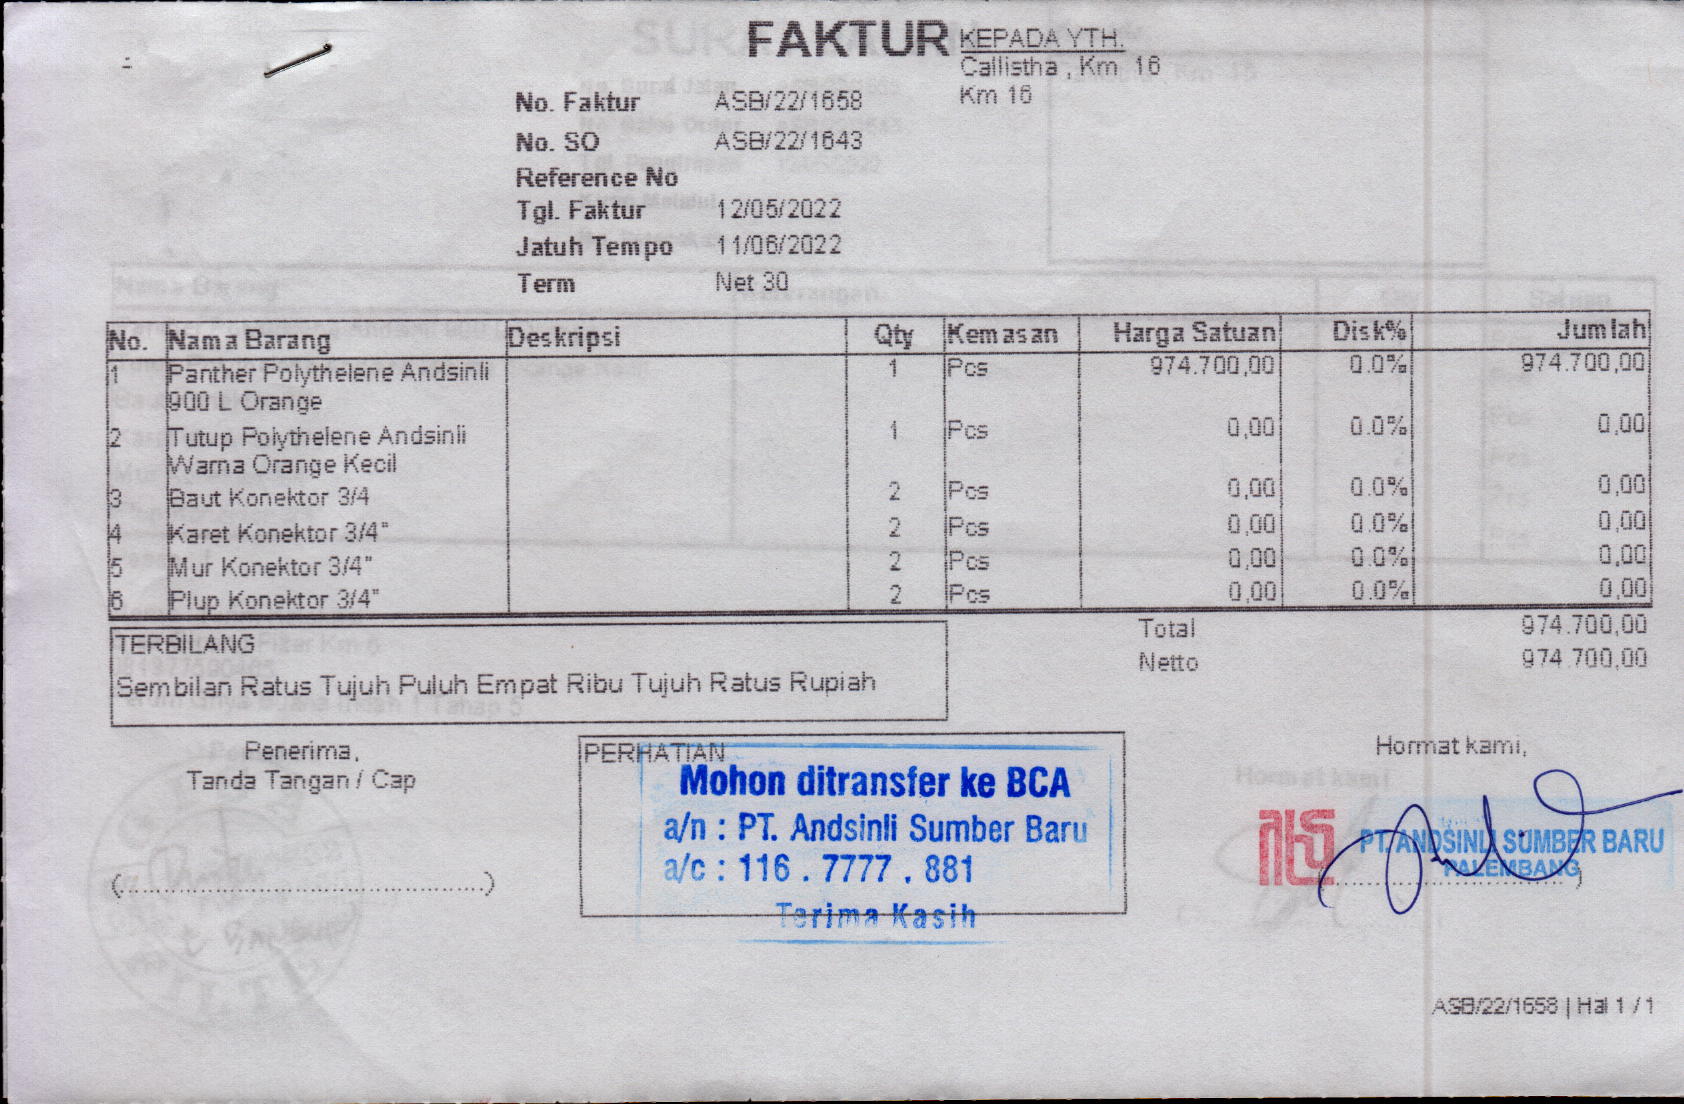 FAKTUR
KEPADA YTH.
Callistha , Km 16
Km 16
No. Faktur ASB/22/1658
No. SO ASB/22/1643
Reference No
Tgl. Faktur 12/05/2022
Jatuh Tempo 11/06/2022
Term Net 30
No. Nama Barang Deskripsi Qty Kemasan Harga Satuan Disk% Jumlah
1 Panther Polythelene Andsinli 1 Pcs 974.700,00 0.0% 974.700,00
900 L Orange
2 Tutup Polythelene Andsinli 1 Pcs 0,00 0.0% 0,00
Warna Orange Kecil
3 Baut Konektor 3/4 2 Pcs 0,00 0.0% 0,00
4 Karet Konektor 3/4" 2 Pcs 0,00 0.0% 0,00
5 Mur Konektor 3/4" 2 Pcs 0,00 0.0% 0,00
6 Plup Konektor 3/4" 2 Pcs 0,00 0.0% 0,00
Total 974.700,00
Netto 974.700,00
TERBILANG
Sembilan Ratus Tujuh Puluh Empat Ribu Tujuh Ratus Rupiah
Penerima,
Tanda Tangan / Cap
(................................................)
PERHATIAN
Mohon ditransfer ke BCA
a/n : PT. Andsinli Sumber Baru
a/c : 116 . 7777 . 881
Terima Kasih
Hormat kami,
PT. ANDSINLI SUMBER BARU
PALEMBANG
ASB/22/1658 | Hal 1 / 1